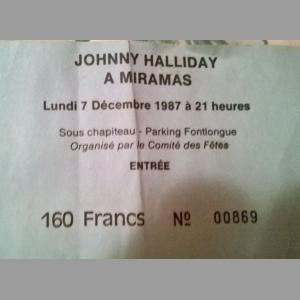 JOHNNY HALLIDAY
A MIRAMAS
Lundi 7 Décembre 1987 à 21 heures
Sous chapiteau - Parking Fontlongue
Organisé par le Comité des Fêtes
ENTRÉE
160 Francs Nº 00869